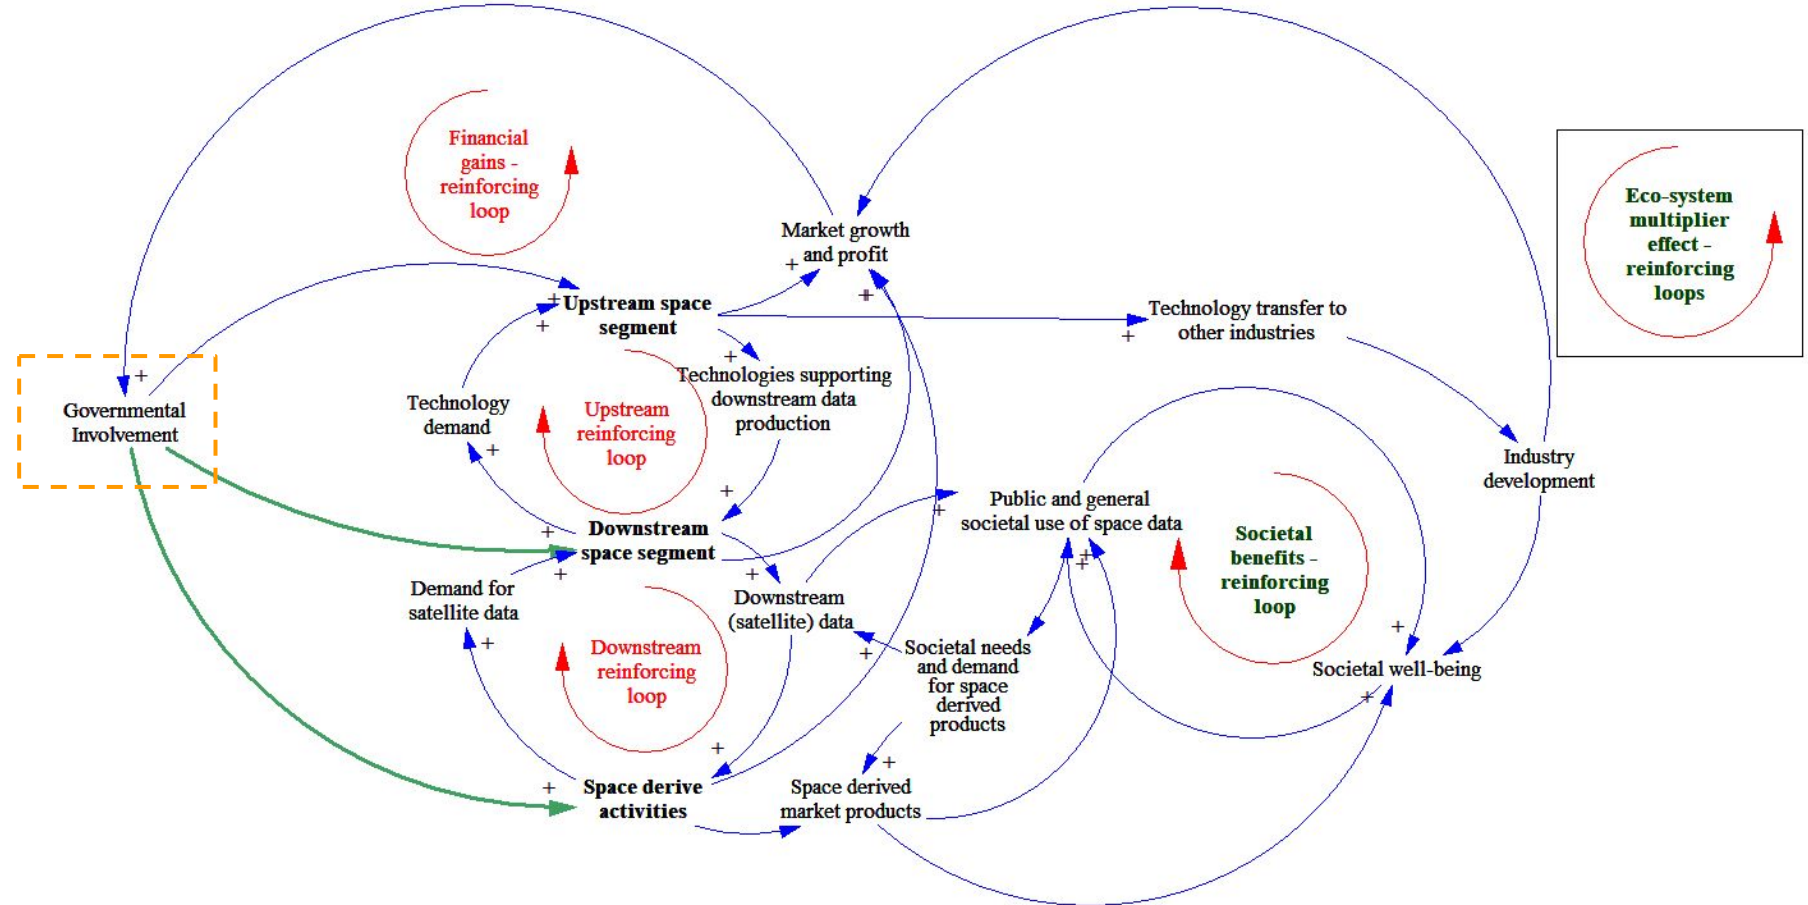 Financial
gains -
reinforcing
loop
Market growth
and profit
+
+
+
Eco-system
multiplier
effect -
reinforcing
loops
Upstream space
segment
+
+
Technology transfer to
other industries
+
Governmental
Involvement
+
Technologies supporting
downstream data
production
+
Technology
demand
+
Upstream
reinforcing
loop
Industry
development
Public and general
societal use of space data
+
+
+
Downstream
space segment
+
+
+
Societal
benefits -
reinforcing
loop
Demand for
satellite data
+
Downstream
(satellite) data
+
+
Downstream
reinforcing
loop
Societal needs
and demand
for space
derived
products
Societal well-being
+
+
Space derive
activities
+
+
Space derived
market products
+